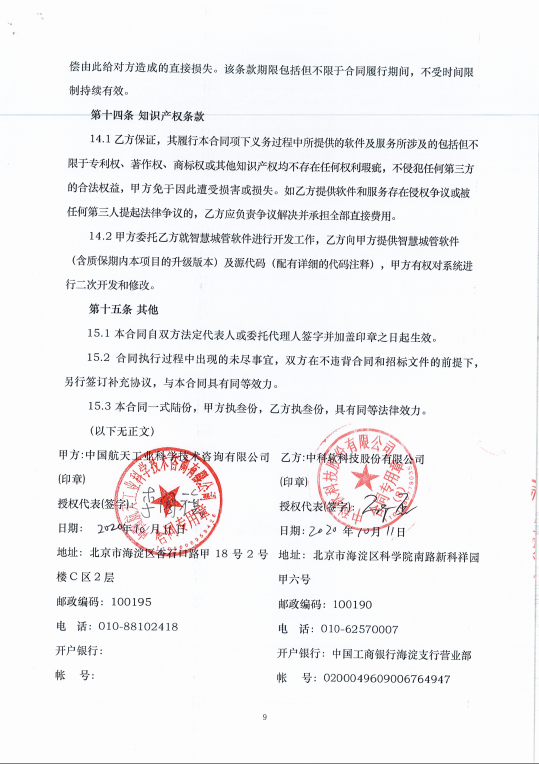 偿由此给对方造成的直接损失。该条款期限包括但不限于合同履行期间，不受时间限
制持续有效。
第十四条 知识产权条款
14.1 乙方保证，其履行本合同项下义务过程中所提供的软件及服务所涉及的包括但不
限于专利权、著作权、商标权或其他知识产权均不存在任何权利瑕疵，不侵犯任何第三方
的合法权益，甲方免于因此遭受损害或损失。如乙方提供软件和服务存在侵权争议或被
任何第三人提起法律争议的，乙方应负责争议解决并承担全部直接费用。
14.2 甲方委托乙方就智慧城管软件进行开发工作，乙方向甲方提供智慧城管软件
（含质保期内本项目的升级版本）及源代码（配有详细的代码注释），甲方有权对系统进
行二次开发和修改。
第十五条 其他
15.1 本合同自双方法定代表人或委托代理人签字并加盖印章之日起生效。
15.2 合同执行过程中出现的未尽事宜，双方在不违背合同和招标文件的前提下，
另行签订补充协议，与本合同具有同等效力。
15.3 本合同一式陆份，甲方执叁份，乙方执叁份，具有同等法律效力。
（以下无正文）
甲方：中国航天工业科学技术咨询有限公司
(印章)
授权代表(签字)：
日期： 2020年10月11日
地址：北京市海淀区杏石口路甲 18 号 2 号
楼 C 区 2 层
邮政编码：100195
电 话：010-88102418
开户银行：
帐 号：
乙方：中科软科技股份有限公司
(印章)
授权代表(签字)：
日期：2020年10月11日
地址：北京市海淀区科学院南路新科祥园
甲六号
邮政编码：100190
电 话：010-62570007
开户银行：中国工商银行海淀支行营业部
帐 号：0200049609006764947
合同专用章
合同专用章
9